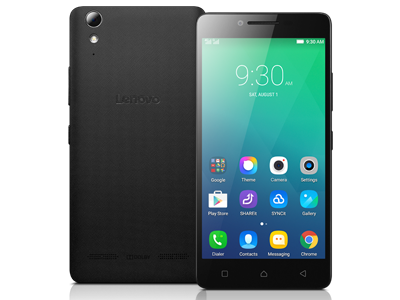 Lenovo
9:30 AM
9:30 AM
SAT, AUGUST 1
Google Theme Camera Settings
Play Store SHAREit SYNCit Gallery
Dialer Contacts Messaging Chrome